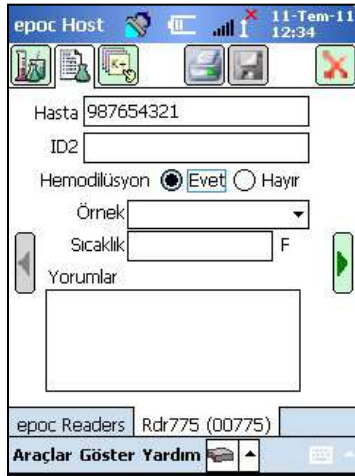 epoc Host 11-Tem-11
12:34
Hasta 987654321
ID2
Hemodilüsyon Evet Hayır
Örnek
Sıcaklık F
Yorumlar
epoc Readers Rdr775 (00775)
Araçlar Göster Yardım